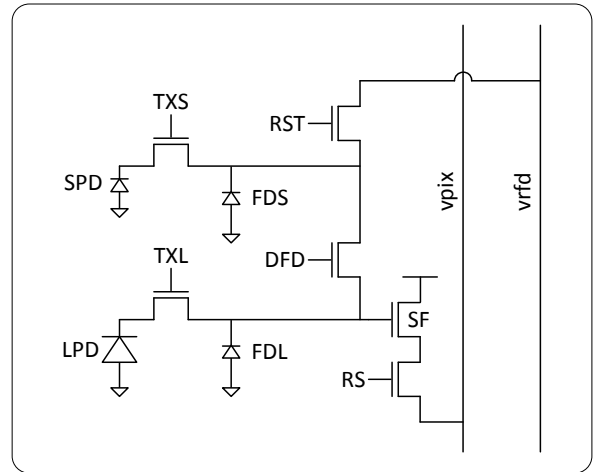 TXS
RST
SPD
FDS
vpix
vrfd
TXL
DFD
SF
LPD
FDL
RS